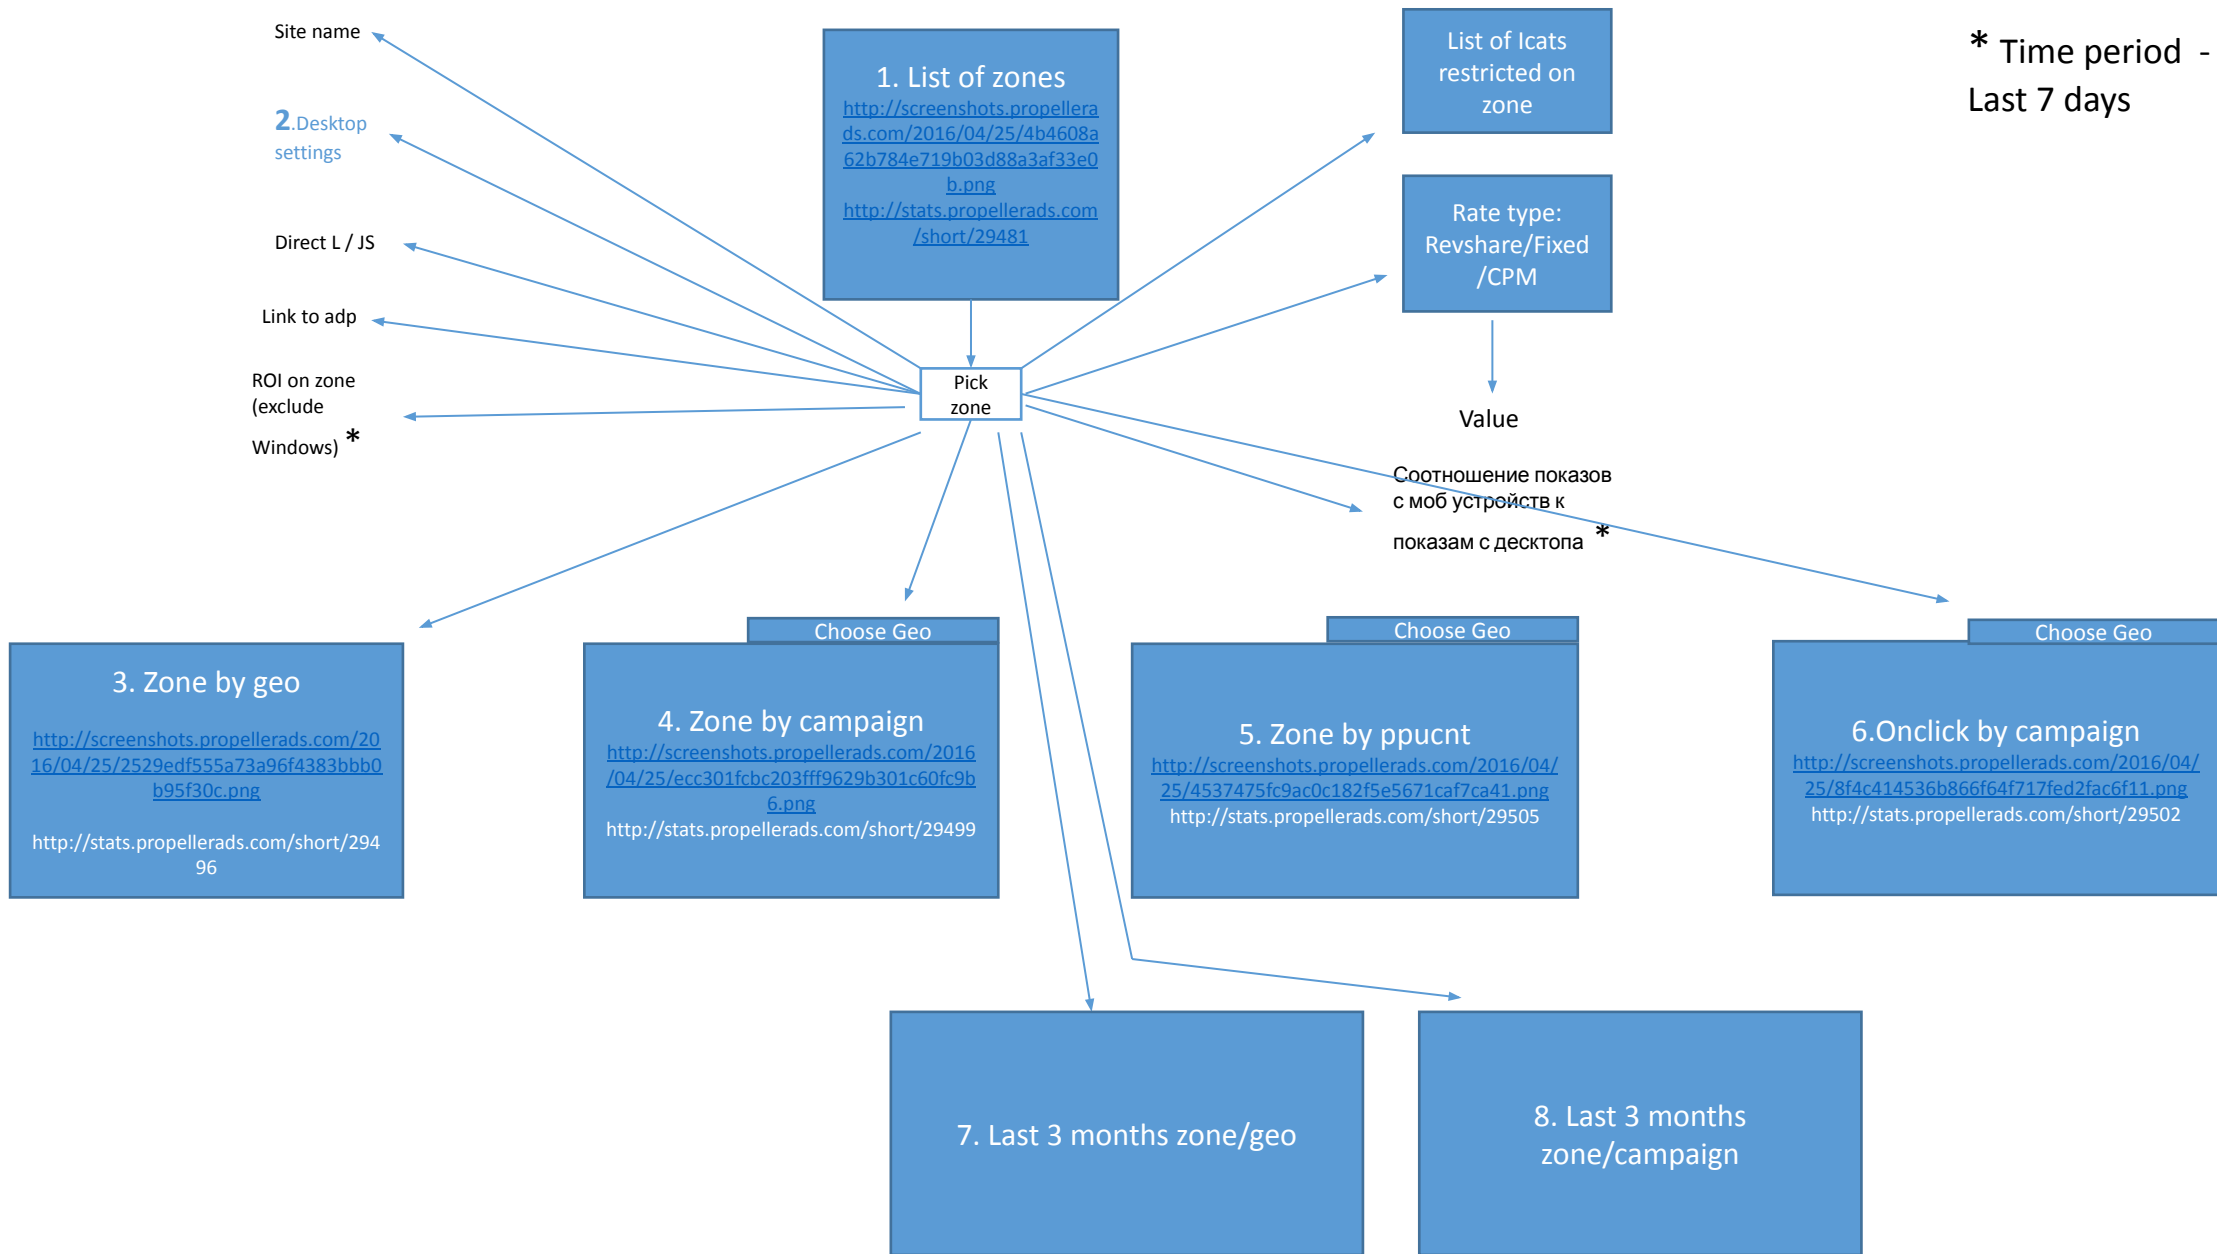 Site name
2.Desktop
settings
Direct L / JS
Link to adp
ROI on zone
(exclude
Windows) *
1. List of zones
http://screenshots.propellera
ds.com/2016/04/25/4b4608a
62b784e719b03d88a3af33e0
b.png
http://stats.propellerads.com
/short/29481
List of Icats
restricted on
zone
* Time period -
Last 7 days
Rate type:
Revshare/Fixed
/CPM
Pick
zone
Value
Соотношение показов
с моб устройств к
показам с десктопа *
3. Zone by geo
http://screenshots.propellerads.com/20
16/04/25/2529edf555a73a96f4383bbb0
b95f30c.png
http://stats.propellerads.com/short/294
96
Choose Geo
4. Zone by campaign
http://screenshots.propellerads.com/2016
/04/25/ecc301fcbc203fff9629b301c60fc9b
6.png
http://stats.propellerads.com/short/29499
Choose Geo
5. Zone by ppucnt
http://screenshots.propellerads.com/2016/04/
25/4537475fc9ac0c182f5e5671caf7ca41.png
http://stats.propellerads.com/short/29505
Choose Geo
6.Onclick by campaign
http://screenshots.propellerads.com/2016/04/
25/8f4c414536b866f64f717fed2fac6f11.png
http://stats.propellerads.com/short/29502
7. Last 3 months zone/geo
8. Last 3 months
zone/campaign